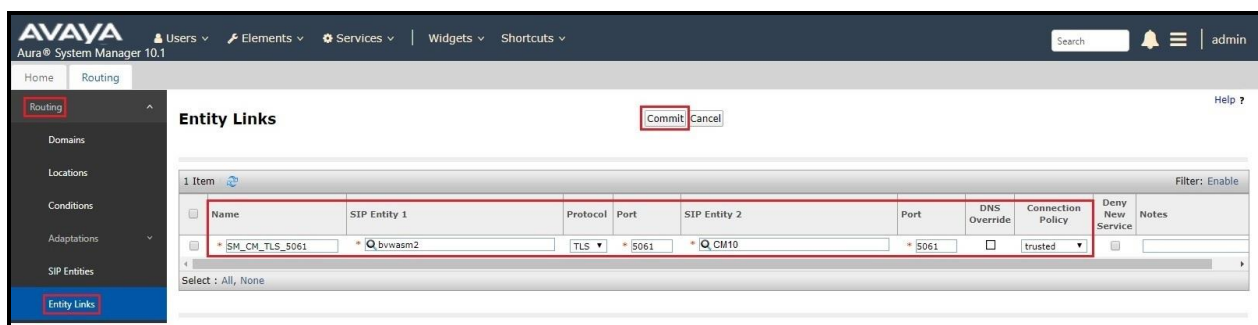 AVAYA
Aura® System Manager 10.1
Users Elements Services | Widgets Shortcuts
Search
admin
Home Routing
Routing
Help ?
Entity Links
Commit Cancel
Domains
Locations
1 Item
Filter: Enable
Conditions
Name SIP Entity 1 Protocol Port SIP Entity 2 Port DNS Override Connection Policy Deny New Service Notes
Adaptations
* SM_CM_TLS_5061 * bvwasm2 TLS * 5061 * CM10 * 5061 trusted
SIP Entities
Select : All, None
Entity Links